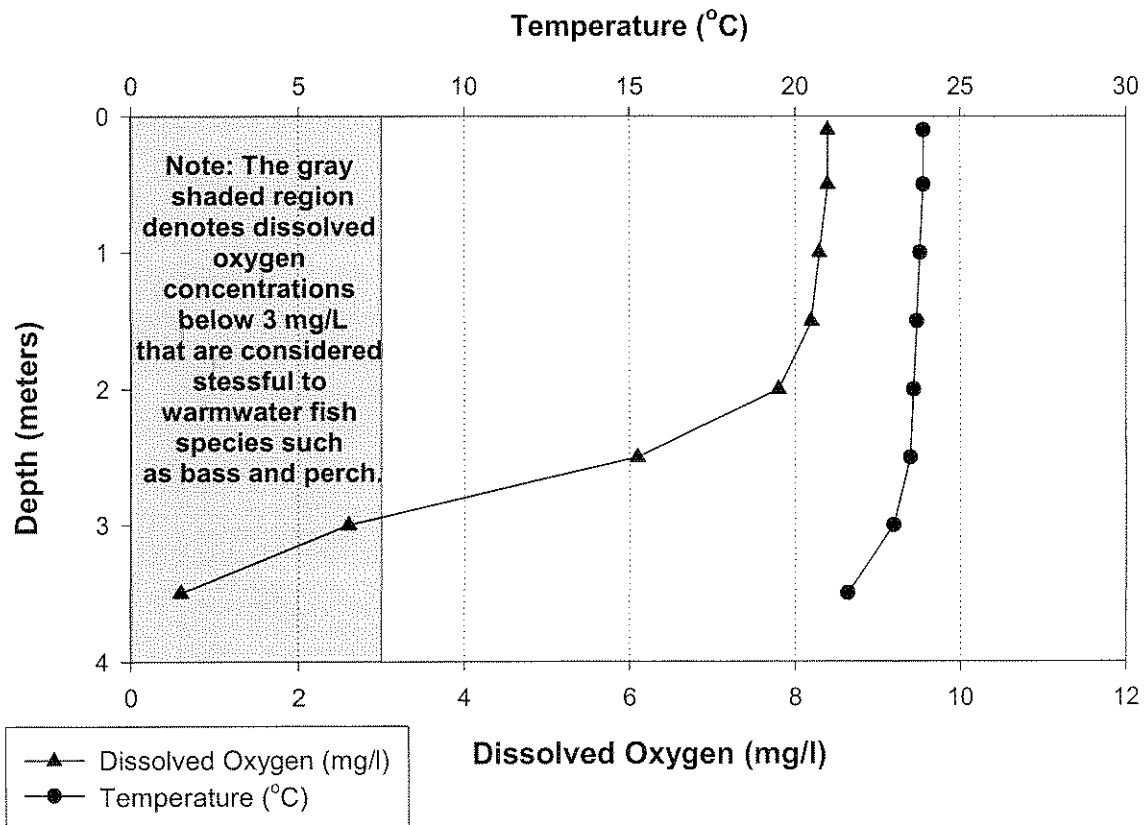 Temperature (°C)
0 5 10 15 20 25 30
0
Note: The gray
shaded region
denotes dissolved
oxygen
concentrations
below 3 mg/L
that are considered
stessful to
warmwater fish
species such
as bass and perch.
1
2
3
4
Depth (meters)
0 2 4 6 8 10 12
Dissolved Oxygen (mg/l)
Dissolved Oxygen (mg/l)
Temperature (°C)